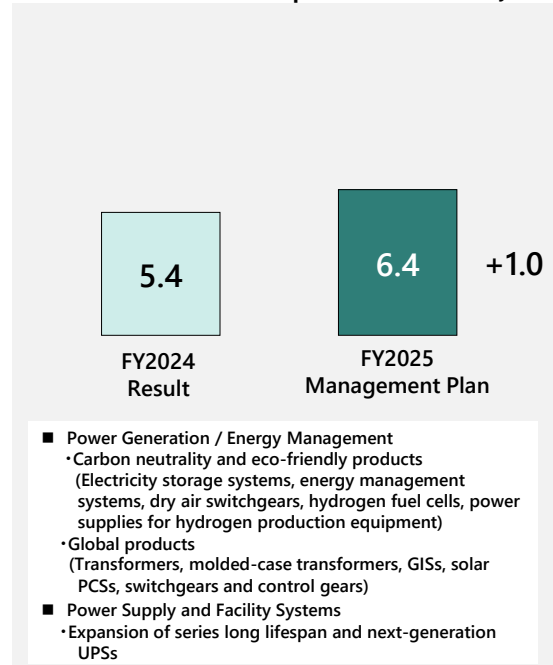 5.4
6.4
+1.0
FY2024
Result
FY2025
Management Plan
■ Power Generation / Energy Management
・Carbon neutrality and eco-friendly products
(Electricity storage systems, energy management
systems, dry air switchgears, hydrogen fuel cells, power
supplies for hydrogen production equipment)
・Global products
(Transformers, molded-case transformers, GISs, solar
PCSs, switchgears and control gears)
■ Power Supply and Facility Systems
・Expansion of series long lifespan and next-generation
UPSs